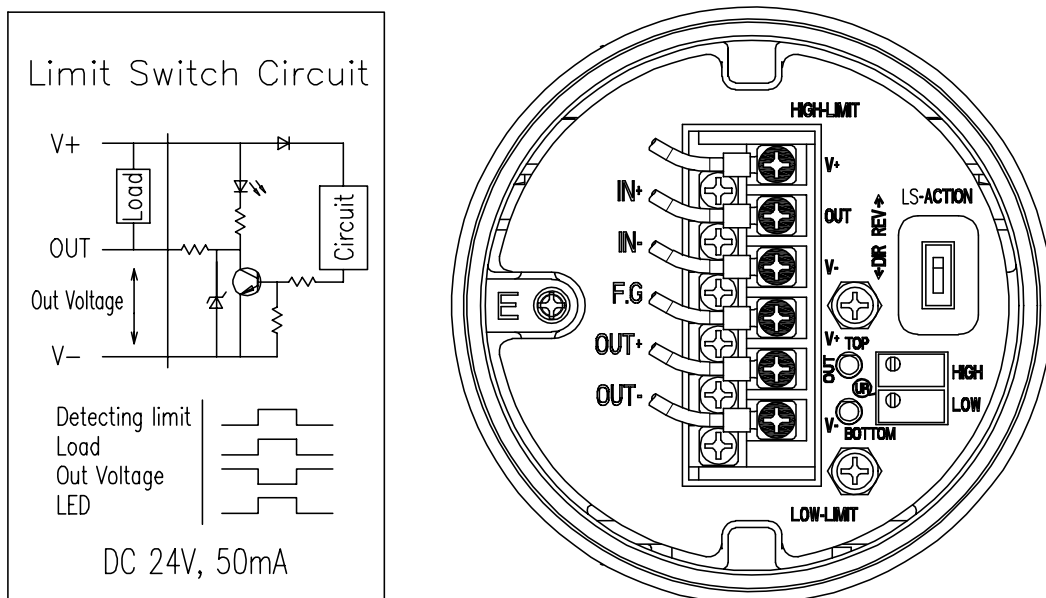 Limit Switch Circuit
V+
Load
OUT
Circuit
Out Voltage
V-
Detecting limit
Load
Out Voltage
LED
DC 24V, 50mA
HIGH-LIMIT
V+
IN+
OUT
IN-
V-
F.G
OUT+
V+
OUT
OUT-
V-
LOW-LIMIT
E
LS-ACTION
DIR REV
TOP
UR
BOTTOM
HIGH
LOW